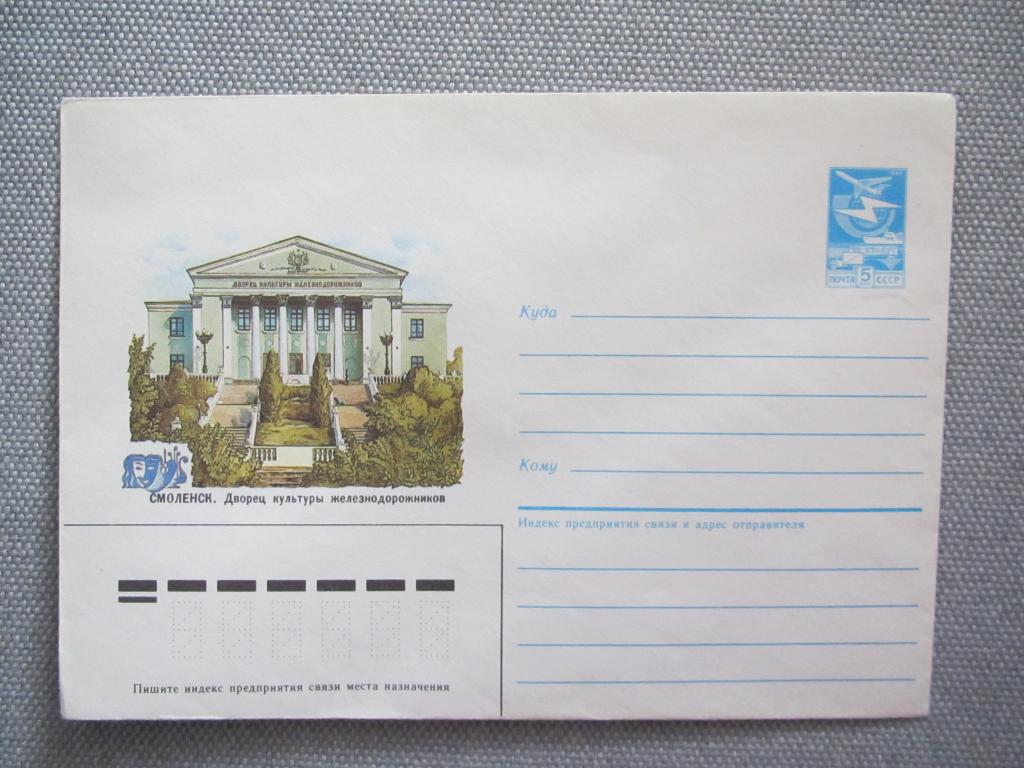 ДВОРЕЦ КУЛЬТУРЫ ЖЕЛЕЗНОДОРОЖНИКОВ
СМОЛЕНСК. Дворец культуры железнодорожников
ПОЧТА 5 СССР
Куда
Кому
Индекс предприятия связи и адрес отправителя
Пишите индекс предприятия связи места назначения